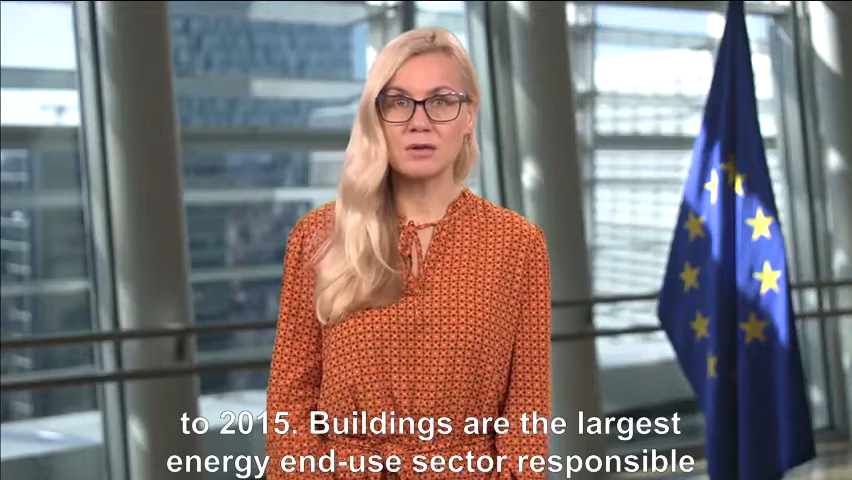 to 2015. Buildings are the largest
energy end-use sector responsible